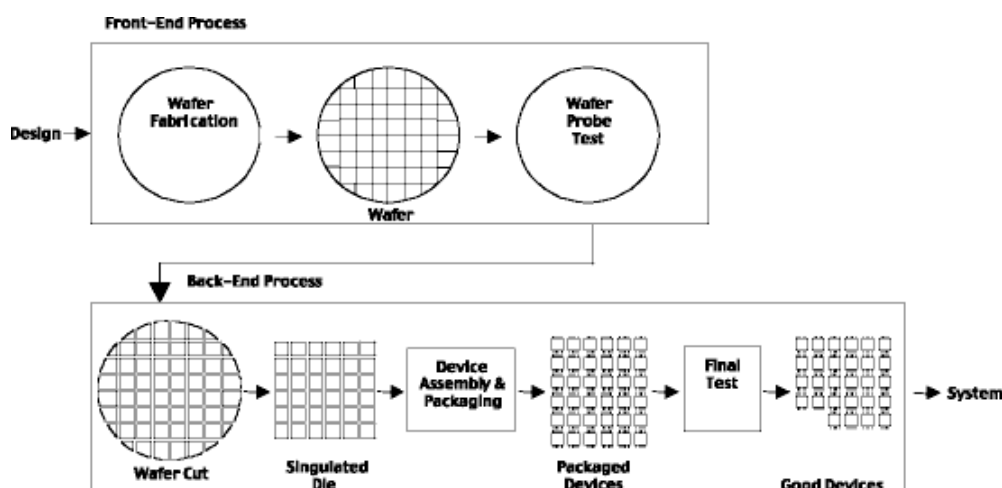 Front-End Process
Wafer
Fabrication
Wafer
Probe
Test
Design
Wafer
Back-End Process
Device
Assembly &
Packaging
Final
Test
System
Wafer Cut
Singulated
Die
Packaged
Devices
Good Devices